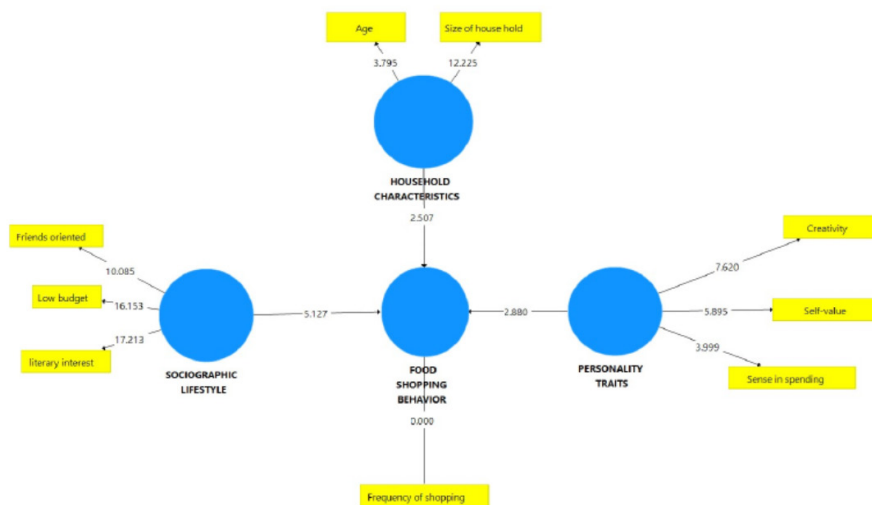 Age
Size of house hold
3.795
12.225
HOUSEHOLD
CHARACTERISTICS
2.507
Friends oriented
10.085
Low budget
16.153
17.213
literary interest
SOCIOGRAPHIC
LIFESTYLE
5.127
FOOD
SHOPPING
BEHAVIOR
0.000
Frequency of shopping
2.880
PERSONALITY
TRAITS
Creativity
7.620
5.895
Self-value
3.999
Sense in spending